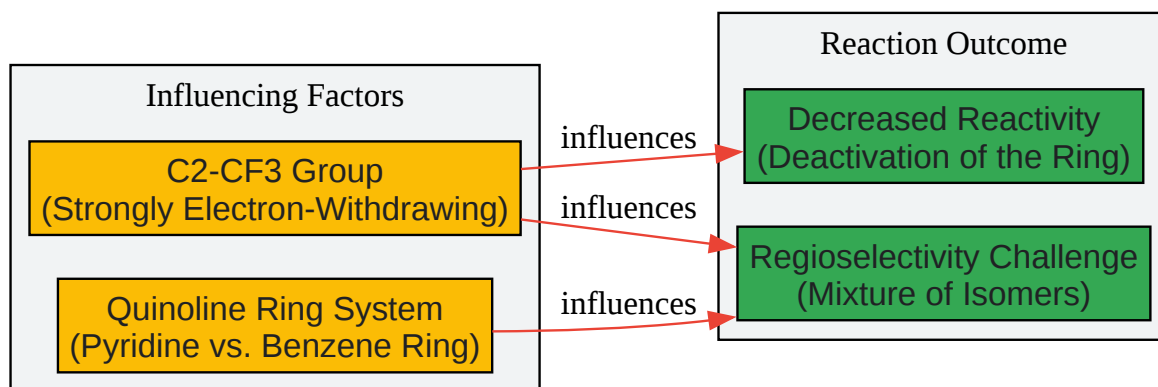 Influencing Factors
C2-CF3 Group
(Strongly Electron-Withdrawing)
Quinoline Ring System
(Pyridine vs. Benzene Ring)
influences
influences
influences
Reaction Outcome
Decreased Reactivity
(Deactivation of the Ring)
Regioselectivity Challenge
(Mixture of Isomers)